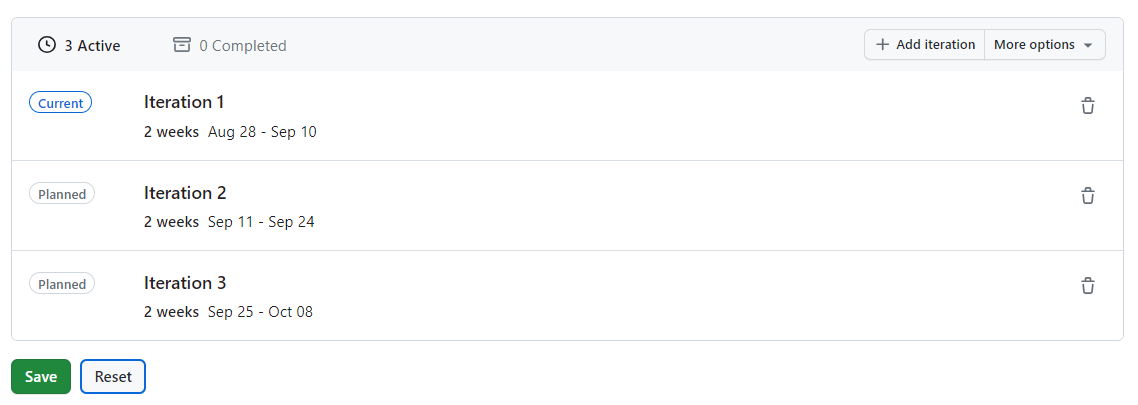 3 Active 0 Completed Add iteration More options
Current Iteration 1
2 weeks Aug 28 - Sep 10
Planned Iteration 2
2 weeks Sep 11 - Sep 24
Planned Iteration 3
2 weeks Sep 25 - Oct 08
Save Reset